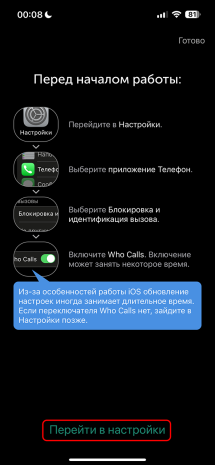 00:08
81
Готово
Перед началом работы:
Настройки
Перейдите в Настройки.
Телефо
Выберите приложение Телефон.
Блокировка и
Выберите Блокировка и
идентификация вызова.
ho Calls
Включите Who Calls. Включение
может занять некоторое время.
Из-за особенностей работы iOS обновление
настроек иногда занимает длительное время.
Если переключателя Who Calls нет, зайдите в
Настройки позже.
Перейти в настройки